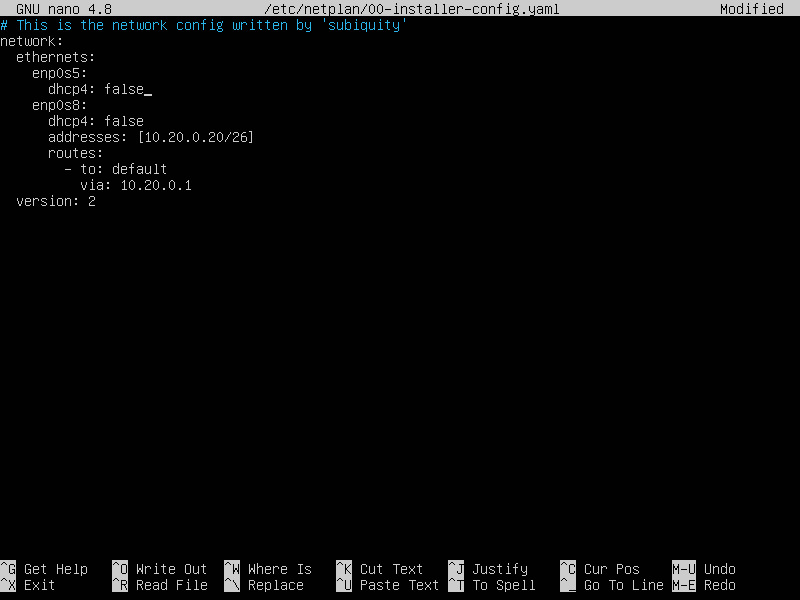 GNU nano 4.8 /etc/netplan/00-installer-config.yaml Modified
# This is the network config written by 'subiquity'
network:
  ethernets:
    enp0s5:
      dhcp4: false_
    enp0s8:
      dhcp4: false
      addresses: [10.20.0.20/26]
      routes:
        - to: default
          via: 10.20.0.1
  version: 2
^G Get Help ^O Write Out ^W Where Is ^K Cut Text ^J Justify ^C Cur Pos M-U Undo
^X Exit ^R Read File ^\ Replace ^U Paste Text ^T To Spell ^_ Go To Line M-E Redo